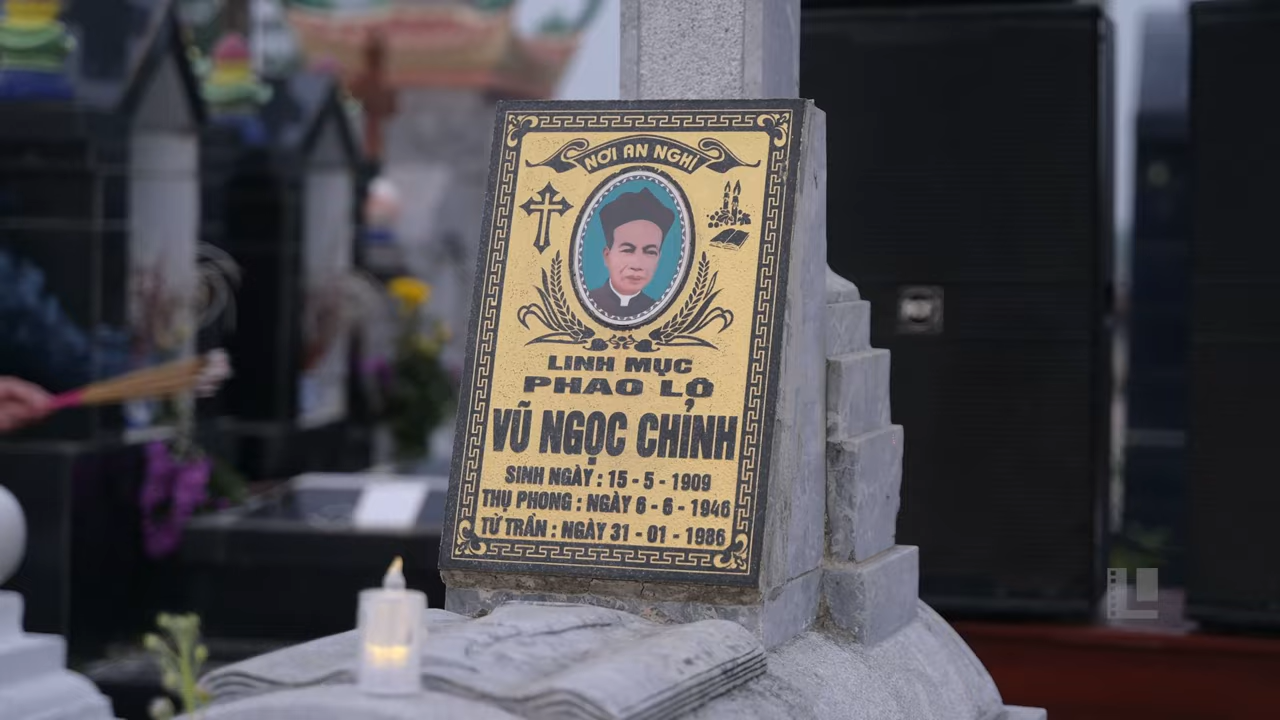 NƠI AN NGHỈ
LINH MỤC
PHAO LÔ
VŨ NGỌC CHỈNH
SINH NGÀY : 15 - 5 - 1909
THỤ PHONG : NGÀY 6 - 6 - 1946
TỪ TRẦN : NGÀY 31 - 01 - 1986